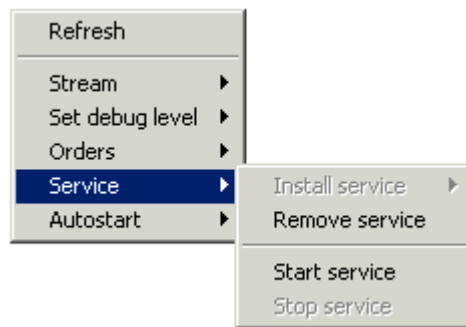 Refresh
Stream
Set debug level
Orders
Service
Autostart
Install service
Remove service
Start service
Stop service